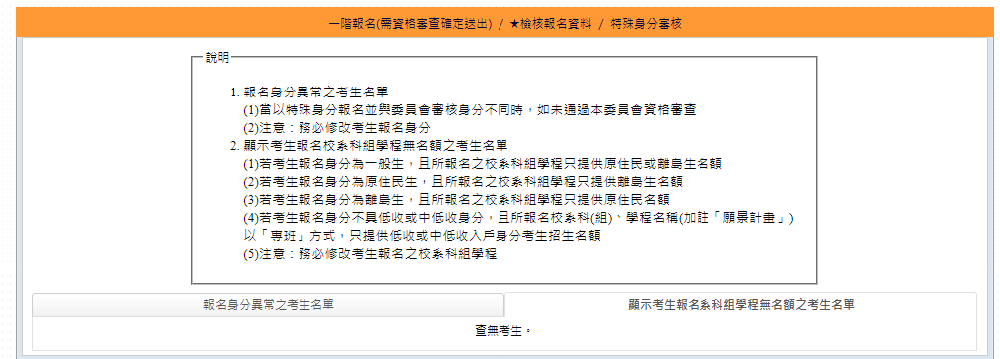 一階報名(需資格審查確定送出) / ★檢核報名資料 / 特殊身分審核
說明
1. 報名身分異常之考生名單
(1)當以特殊身分報名並與委員會審核身分不同時，如未通過本委員會資格審查
(2)注意：務必修改考生報名身分
2. 顯示考生報名校系科組學程無名額之考生名單
(1)若考生報名身分為一般生，且所報名之校系科組學程只提供原住民或離島生名額
(2)若考生報名身分為原住民生，且所報名之校系科組學程只提供離島生名額
(3)若考生報名身分為離島生，且所報名之校系科組學程只提供原住民名額
(4)若考生報名身分不具低收或中低收身分，且所報名校系科(組)、學程名稱(加註「願景計畫」)
以「專班」方式，只提供低收或中低收入戶身分考生招生名額
(5)注意：務必修改考生報名之校系科組學程
報名身分異常之考生名單
顯示考生報名系科組學程無名額之考生名單
查無考生。